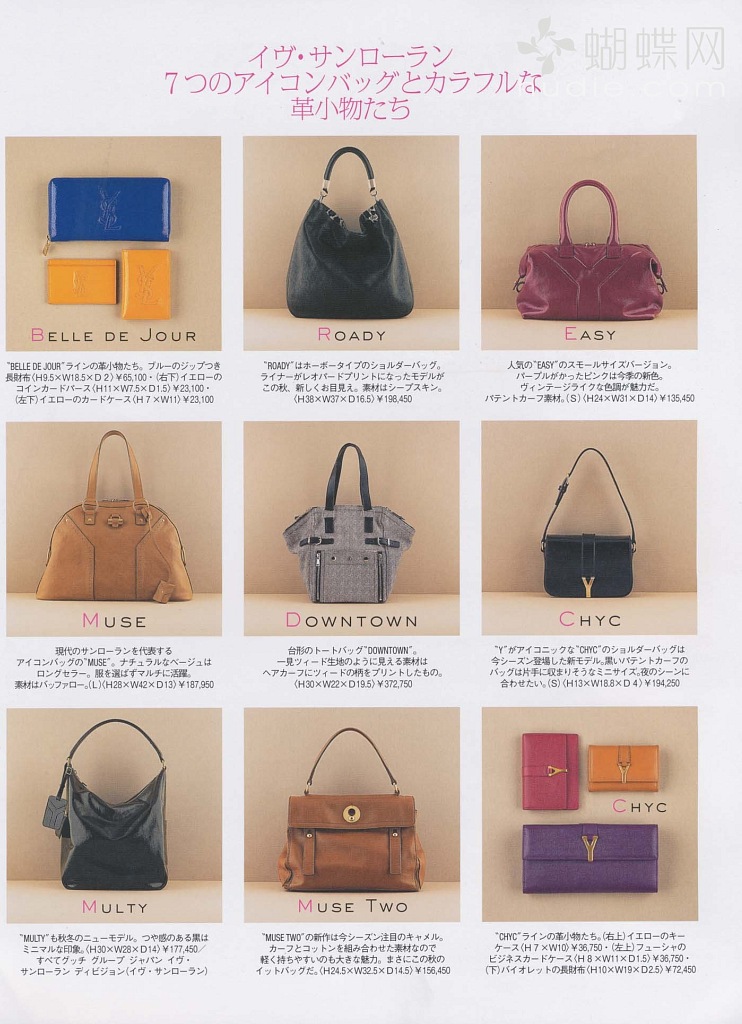 イヴ・サンローラン
7つのアイコンバッグとカラフルな
革小物たち
蝴蝶网
BELLE DE JOUR
"BELLE DE JOUR"ラインの革小物たち。ブルーのジップつき
長財布〈H9.5×W18.5×D 2〉¥65,100・(右下)イエローの
コインカードパース〈H11×W7.5×D1.5〉¥23,100・
(左下)イエローのカードケース〈H 7×W11〉¥23,100
ROADY
"ROADY"はホーボータイプのショルダーバッグ。
ライナーがレオパードプリントになったモデルが
この秋、新しくお目見え。素材はシープスキン。
〈H38×W37×D16.5〉¥198,450
EASY
人気の"EASY"のスモールサイズバージョン。
パープルがかったピンクは今季の新色。
ヴィンテージライクな色調が魅力だ。
パテントカーフ素材。(S)〈H24×W31×D14〉¥135,450
MUSE
現代のサンローランを代表する
アイコンバッグの"MUSE"。ナチュラルなベージュは
ロングセラー。服を選ばずマルチに活躍。
素材はバッファロー。(L)〈H28×W42×D13〉¥187,950
DOWNTOWN
台形のトートバッグ"DOWNTOWN"。
一見ツィード生地のように見える素材は
ヘアカーフにツィードの柄をプリントしたもの。
〈H30×W22×D19.5〉¥372,750
CHYC
"Y"がアイコニックな"CHYC"のショルダーバッグは
今シーズン登場した新モデル。黒いパテントカーフの
バッグは片手に収まりそうなミニサイズ。夜のシーンに
合わせたい。(S)〈H13×W18.8×D 4〉¥194,250
MULTY
"MULTY"も秋冬のニューモデル。つや感のある黒は
ミニマルな印象。〈H30×W28×D14〉¥177,450／
すべてグッチ グループ ジャパン イヴ・
サンローラン ディビジョン(イヴ・サンローラン)
MUSE TWO
"MUSE TWO"の新作は今シーズン注目のキャメル。
カーフとコットンを組み合わせた素材なので
軽く持ちやすいのも大きな魅力。まさにこの秋の
イットバッグだ。〈H24.5×W32.5×D14.5〉¥156,450
CHYC
"CHYC"ラインの革小物たち。(右上)イエローのキー
ケース〈H 7×W10〉¥36,750・(左上)フューシャの
ビジネスカードケース〈H 8×W11×D1.5〉¥36,750・
(下)バイオレットの長財布〈H10×W19×D2.5〉¥72,450